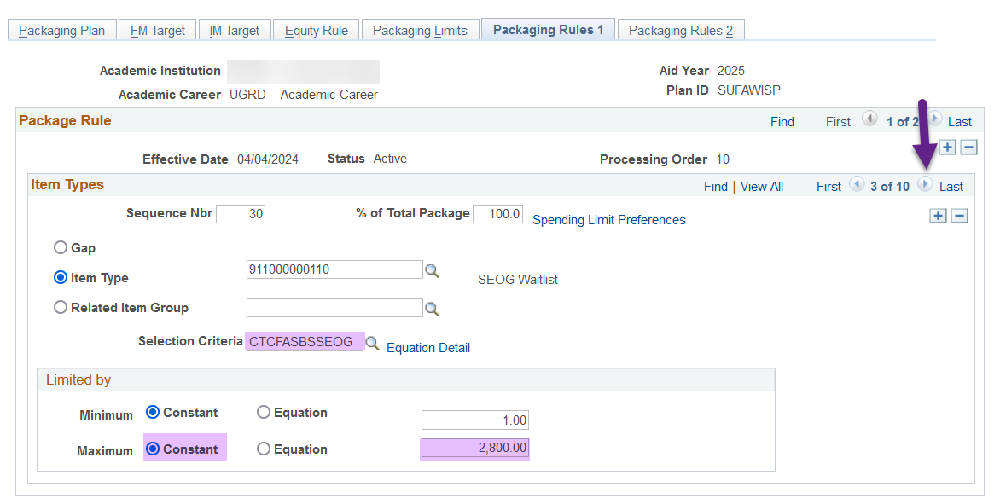 Packaging Plan FM Target IM Target Equity Rule Packaging Limits Packaging Rules 1 Packaging Rules 2
Academic Institution Aid Year 2025
Academic Career UGRD Academic Career Plan ID SUFAWISP
Package Rule Find First 1 of 2 Last
Effective Date 04/04/2024 Status Active Processing Order 10
Item Types Find | View All First 3 of 10 Last
Sequence Nbr 30 % of Total Package 100.0 Spending Limit Preferences
Gap
Item Type 911000000110 SEOG Waitlist
Related Item Group
Selection Criteria CTCFASBSSEOG Equation Detail
Limited by
Minimum Constant Equation 1.00
Maximum Constant Equation 2,800.00